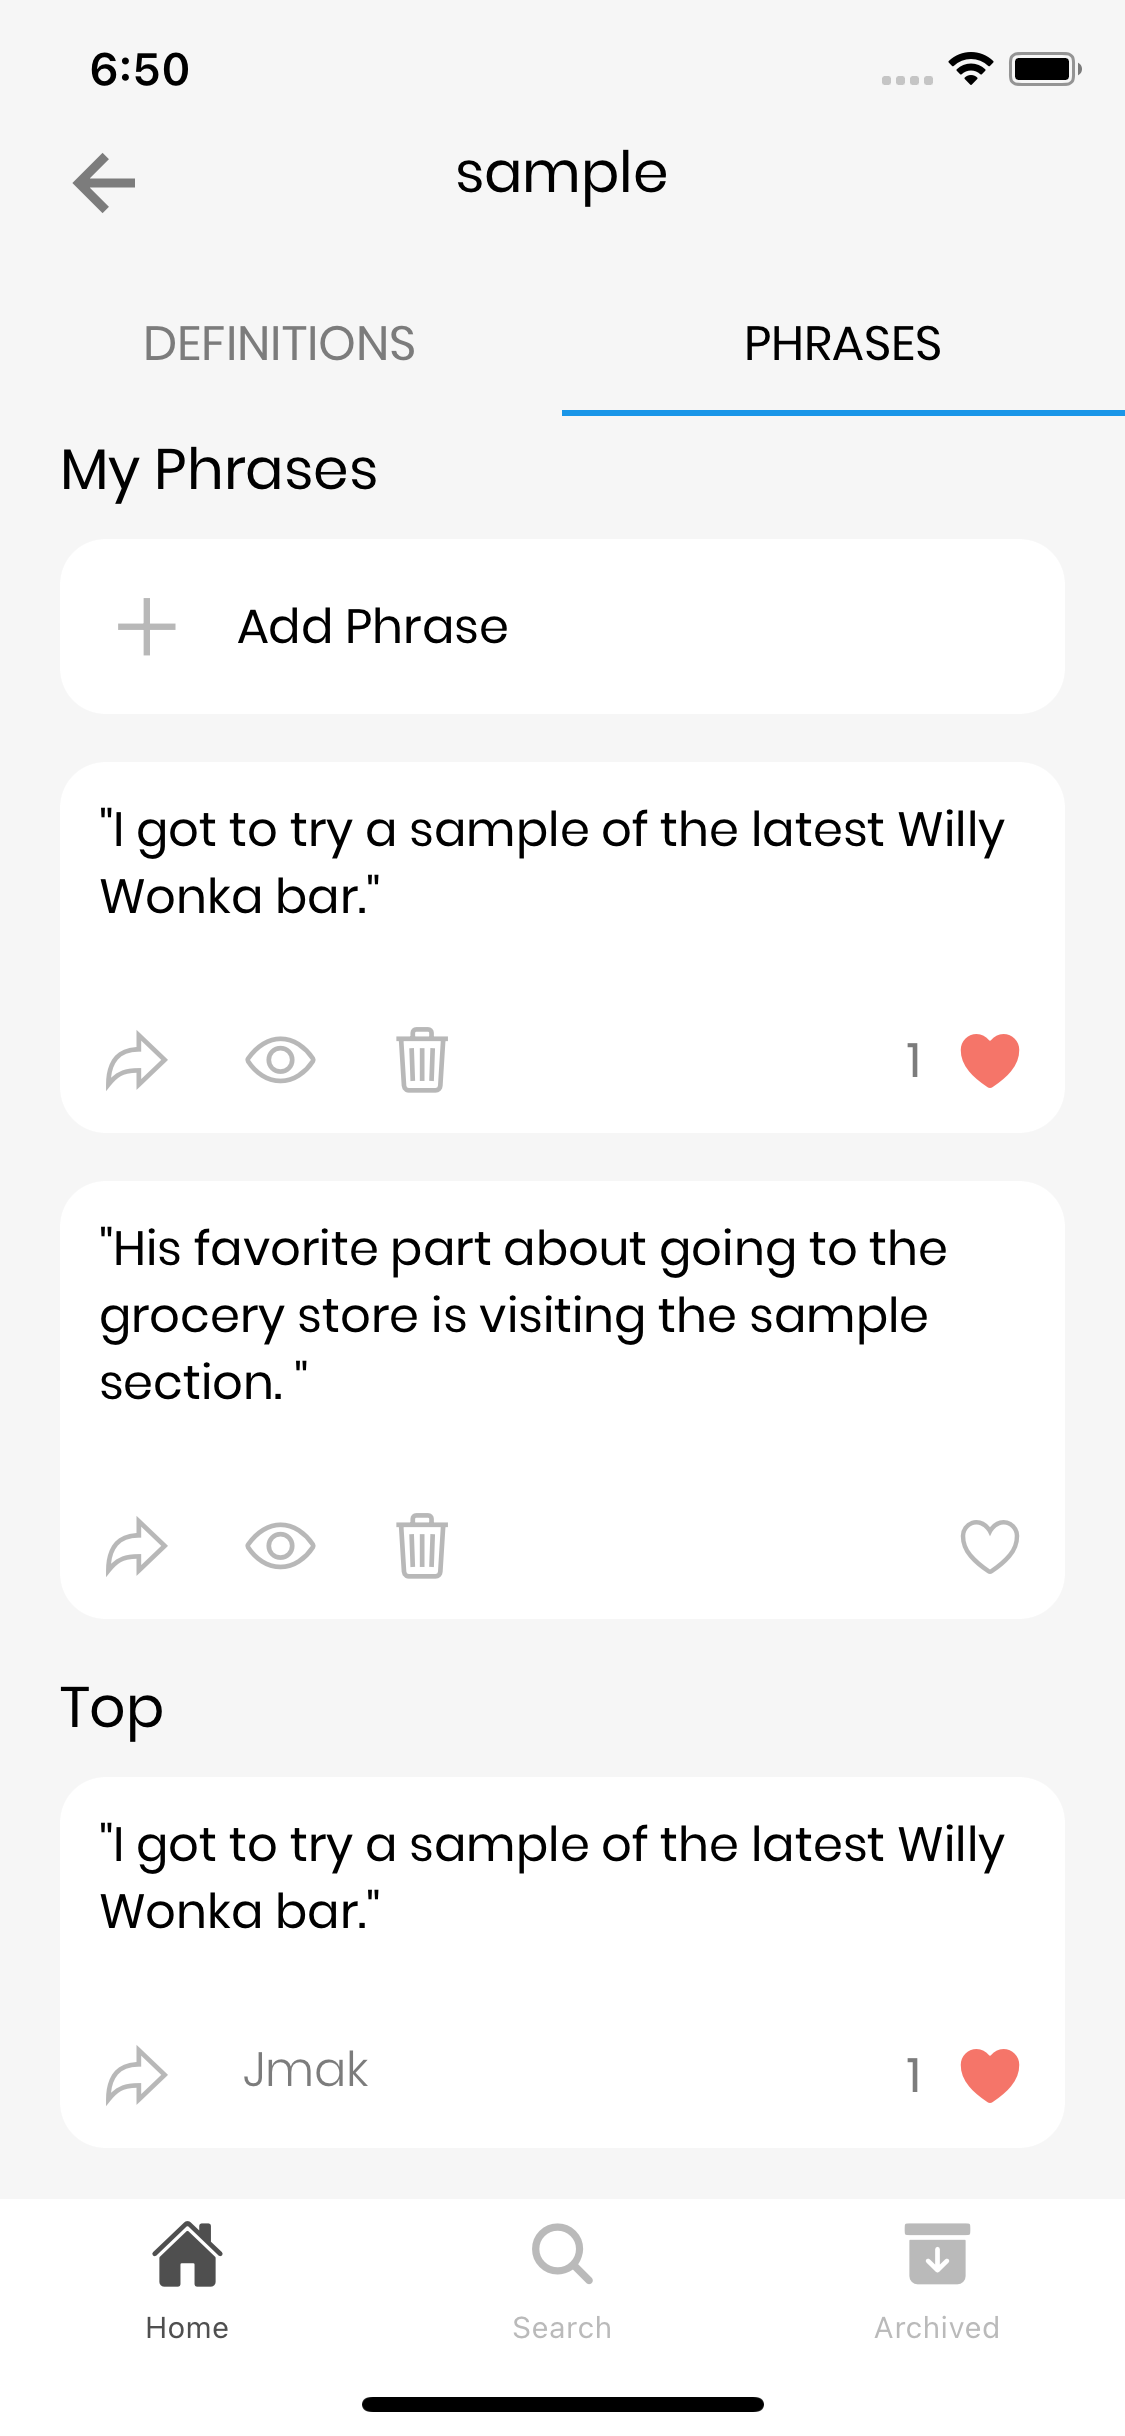 6:50
sample
DEFINITIONS
PHRASES
My Phrases
Add Phrase
"I got to try a sample of the latest Willy
Wonka bar."
1
"His favorite part about going to the
grocery store is visiting the sample
section. "
Top
"I got to try a sample of the latest Willy
Wonka bar."
Jmak
1
Home
Search
Archived